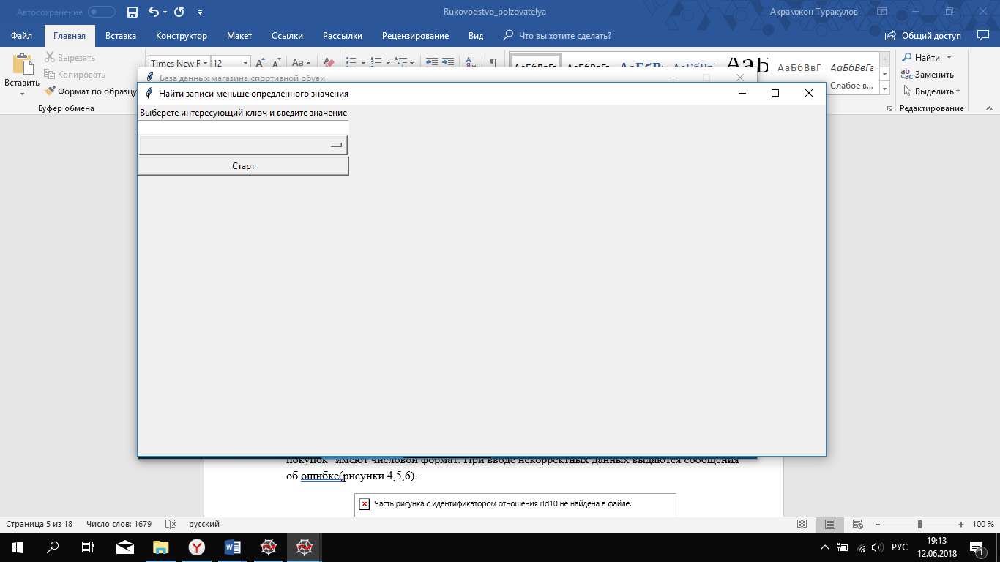 Автосохранение
Rukovodstvo_polzovatelya
Акрамжон Туракулов
Файл Главная Вставка Конструктор Макет Ссылки Рассылки Рецензирование Вид Что вы хотите сделать? Общий доступ
Вставить
Вырезать
Копировать
Формат по образцу
Буфер обмена
Times New R 12 Aa
АаБбВвГг АаБбВвГг АаБбВв АаБбВвГ АаБ АаБбВвГ АаБбВвГг
Слабое в...
Найти
Заменить
Выделить
Редактирование
База данных магазина спортивной обуви
Найти записи меньше опредленного значения
Выберете интересующий ключ и введите значение
Старт
покупок" имеют числовой формат. При вводе некорректных данных выдаются сообщения
об ошибке(рисунки 4,5,6).
Часть рисунка с идентификатором отношения rId10 не найдена в файле.
Страница 5 из 18 Число слов: 1679 русский 100 %
РУС
19:13
12.06.2018
1